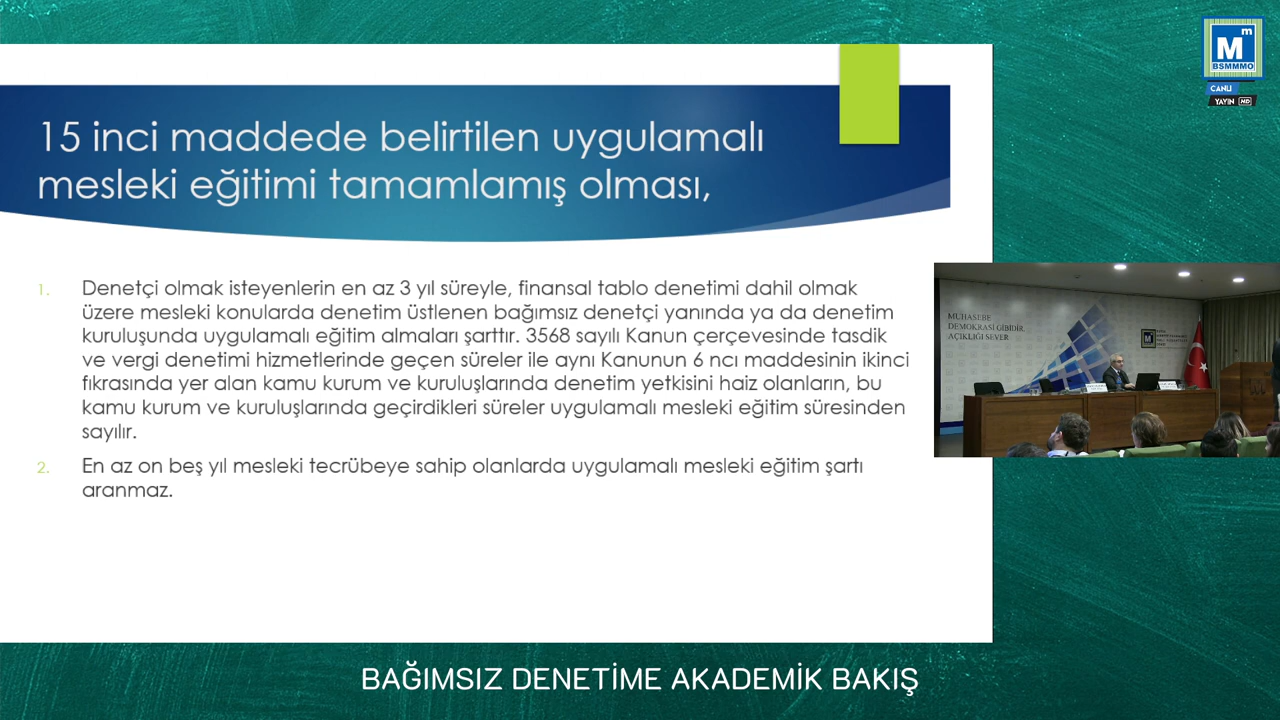 15 inci maddede belirtilen uygulamalı
mesleki eğitimi tamamlamış olması,
1. Denetçi olmak isteyenlerin en az 3 yıl süreyle, finansal tablo denetimi dahil olmak
üzere mesleki konularda denetim üstlenen bağımsız denetçi yanında ya da denetim
kuruluşunda uygulamalı eğitim almaları şarttır. 3568 sayılı Kanun çerçevesinde tasdik
ve vergi denetimi hizmetlerinde geçen süreler ile aynı Kanunun 6 ncı maddesinin ikinci
fıkrasında yer alan kamu kurum ve kuruluşlarında denetim yetkisini haiz olanların, bu
kamu kurum ve kuruluşlarında geçirdikleri süreler uygulamalı mesleki eğitim süresinden
sayılır.
2. En az on beş yıl mesleki tecrübeye sahip olanlarda uygulamalı mesleki eğitim şartı
aranmaz.
Mm
BSMMMO
CANLI
YAYIN HD
MUHASEBE
DEMOKRASİ GİBİDİR,
AÇIKLIĞI SEVER
BAĞIMSIZ DENETİME AKADEMİK BAKIŞ